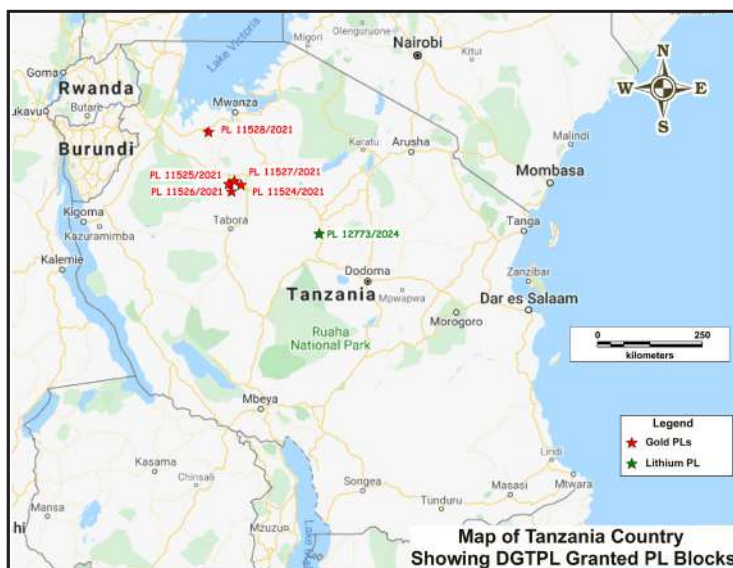 Lake Victoria
Migori
Olenguruone
Nairobi
Kitui
N
W
E
S
Goma
Rwanda
Butare
Bukavu
Burundi
Mwanza
PL 11528/2021
Karatu
Arusha
Malindi
Mombasa
PL 11525/2021
PL 11527/2021
PL 11526/2021
PL 11524/2021
Kigoma
Kazuramimba
Tabora
PL 12773/2024
Tanga
Kalemie
Dodoma
Zanzibar
Tanzania
Mpwapwa
Dar es Salaam
Morogoro
Ruaha
National Park
0
250
kilometers
Mbeya
Legend
Gold PLs
Lithium PL
Kasama
Chinsali
Songea
Lindi
Masasi
Mtwara
Tunduru
Mansa
hi
Mzuzu
Map of Tanzania Country
Showing DGTPL Granted PL Blocks